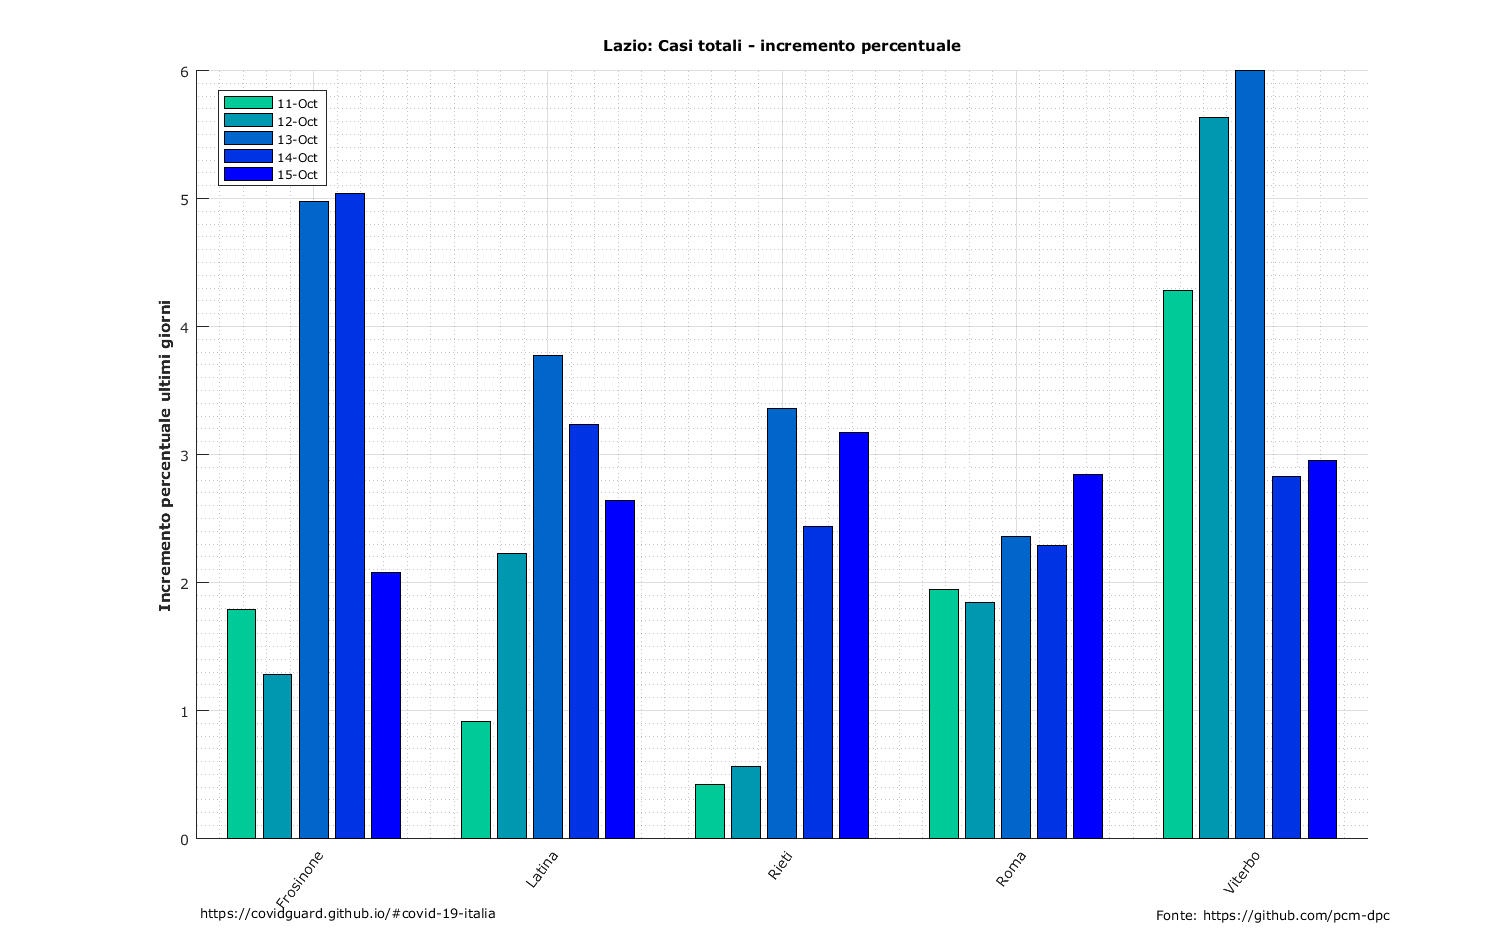 Lazio: Casi totali - incremento percentuale
6
5
4
3
2
1
0
Incremento percentuale ultimi giorni
11-Oct
12-Oct
13-Oct
14-Oct
15-Oct
Frosinone
Latina
Rieti
Roma
Viterbo
https://covidguard.github.io/#covid-19-italia
Fonte: https://github.com/pcm-dpc